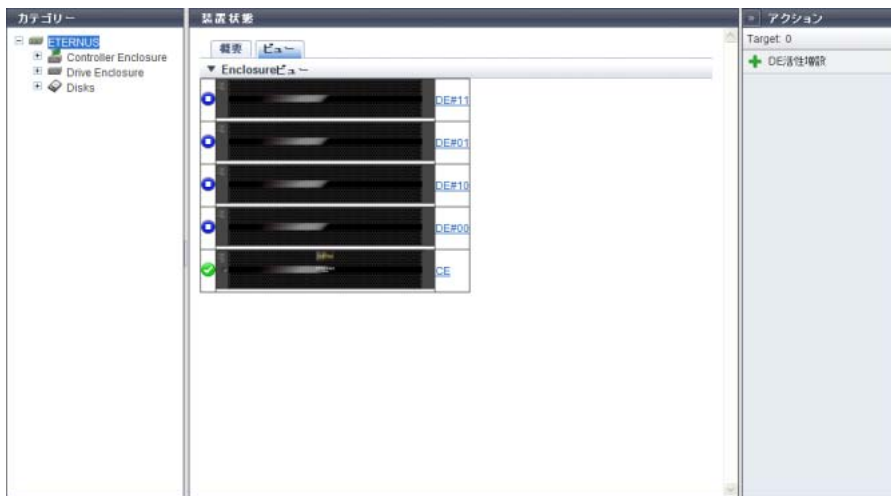 カテゴリー
ETERNUS
Controller Enclosure
Drive Enclosure
Disks
装置状態
概要
ビュー
▼ Enclosureビュー
DE#11
DE#01
DE#10
DE#00
CE
アクション
Target: 0
DE活性増設